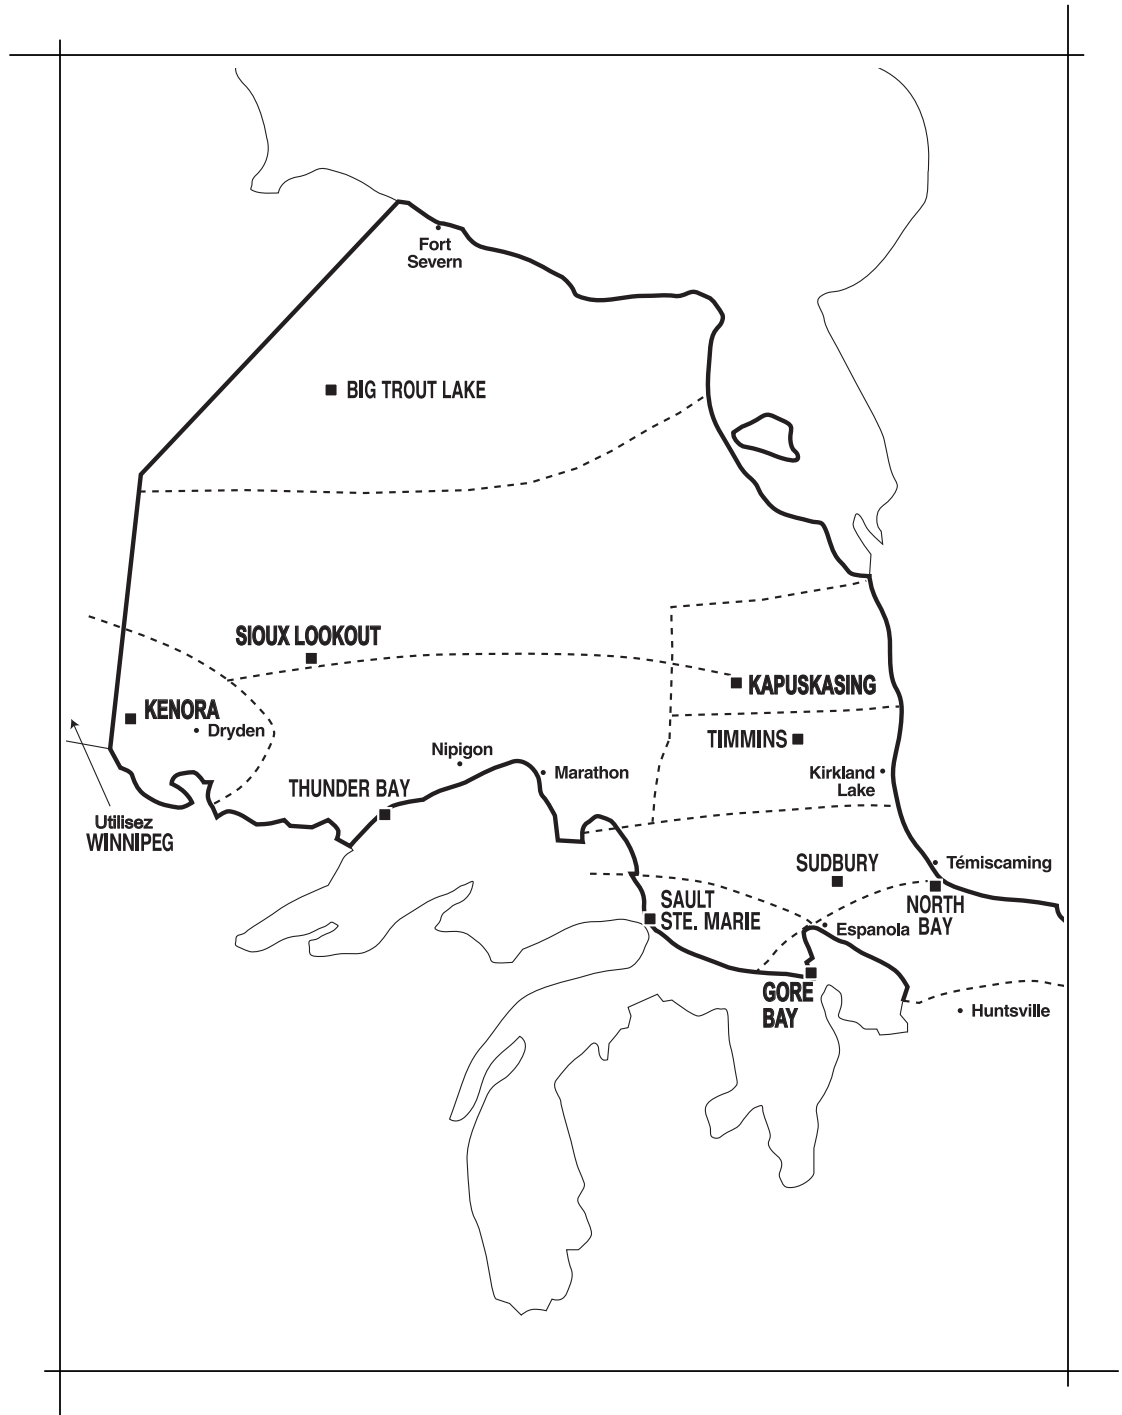 Fort
Severn
BIG TROUT LAKE
SIOUX LOOKOUT
KAPUSKASING
KENORA
Dryden
TIMMINS
Nipigon
Marathon
Kirkland
Lake
THUNDER BAY
Utilisez
WINNIPEG
SUDBURY
Témiscaming
SAULT
STE. MARIE
NORTH
BAY
Espanola
GORE
BAY
Huntsville